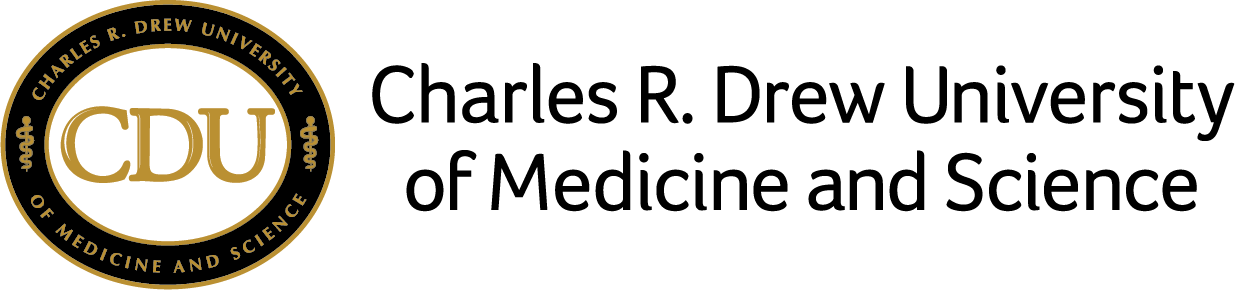 CHARLES R. DREW UNIVERSITY
CDU
OF MEDICINE AND SCIENCE
Charles R. Drew University
of Medicine and Science